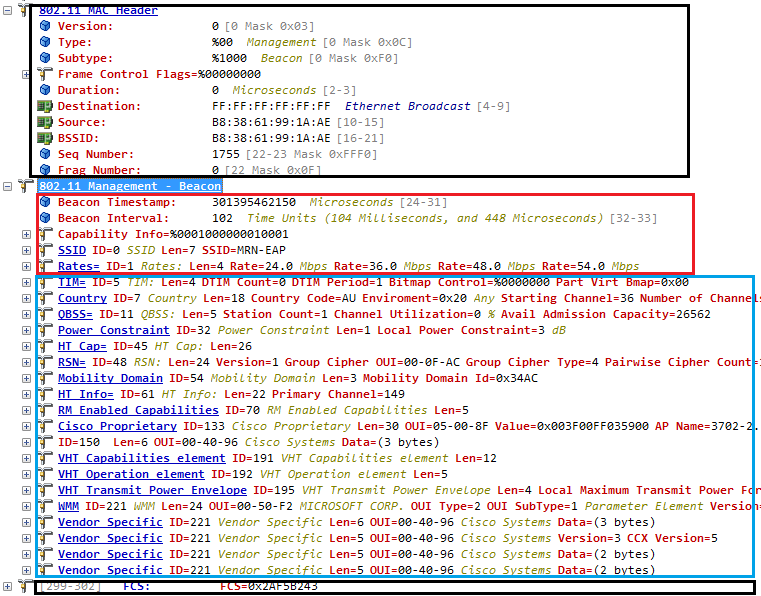 802.11 MAC Header
Version: 0 [0 Mask 0x03]
Type: %00 Management [0 Mask 0x0C]
Subtype: %1000 Beacon [0 Mask 0xF0]
Frame Control Flags=%00000000
Duration: 0 Microseconds [2-3]
Destination: FF:FF:FF:FF:FF:FF Ethernet Broadcast [4-9]
Source: B8:38:61:99:1A:AE [10-15]
BSSID: B8:38:61:99:1A:AE [16-21]
Seq Number: 1755 [22-23 Mask 0xFFF0]
Frag Number: 0 [22 Mask 0x0F]
802.11 Management - Beacon
Beacon Timestamp: 301395462150 Microseconds [24-31]
Beacon Interval: 102 Time Units (104 Milliseconds, and 448 Microseconds) [32-33]
Capability Info=%0001000000010001
SSID ID=0 SSID Len=7 SSID=MRN-EAP
Rates= ID=1 Rates: Len=4 Rate=24.0 Mbps Rate=36.0 Mbps Rate=48.0 Mbps Rate=54.0 Mbps
TIM= ID=5 TIM: Len=4 DTIM Count=0 DTIM Period=1 Bitmap Control=%0000000 Part Virt Bmap=0x00
Country ID=7 Country Len=18 Country Code=AU Enviroment=0x20 Any Starting Channel=36 Number of Channels
QBSS= ID=11 QBSS: Len=5 Station Count=1 Channel Utilization=0 % Avail Admission Capacity=26562
Power Constraint ID=32 Power Constraint Len=1 Local Power Constraint=3 dB
HT Cap= ID=45 HT Cap: Len=26
RSN= ID=48 RSN: Len=24 Version=1 Group Cipher OUI=00-0F-AC Group Cipher Type=4 Pairwise Cipher Count=1
Mobility Domain ID=54 Mobility Domain Len=3 Mobility Domain Id=0x34AC
HT Info= ID=61 HT Info: Len=22 Primary Channel=149
RM Enabled Capabilities ID=70 RM Enabled Capabilities Len=5
Cisco Proprietary ID=133 Cisco Proprietary Len=30 OUI=05-00-8F Value=0x003F00FF035900 AP Name=3702-2.
ID=150 Len=6 OUI=00-40-96 Cisco Systems Data=(3 bytes)
VHT Capabilities element ID=191 VHT Capabilities element Len=12
VHT Operation element ID=192 VHT Operation element Len=5
VHT Transmit Power Envelope ID=195 VHT Transmit Power Envelope Len=4 Local Maximum Transmit Power For
WMM ID=221 WMM Len=24 OUI=00-50-F2 MICROSOFT CORP. OUI Type=2 OUI SubType=1 Parameter Element Version=
Vendor Specific ID=221 Vendor Specific Len=6 OUI=00-40-96 Cisco Systems Data=(3 bytes)
Vendor Specific ID=221 Vendor Specific Len=5 OUI=00-40-96 Cisco Systems Version=3 CCX Version=5
Vendor Specific ID=221 Vendor Specific Len=5 OUI=00-40-96 Cisco Systems Data=(2 bytes)
Vendor Specific ID=221 Vendor Specific Len=5 OUI=00-40-96 Cisco Systems Data=(2 bytes)
[299-302] FCS: FCS=0x2AF5B243